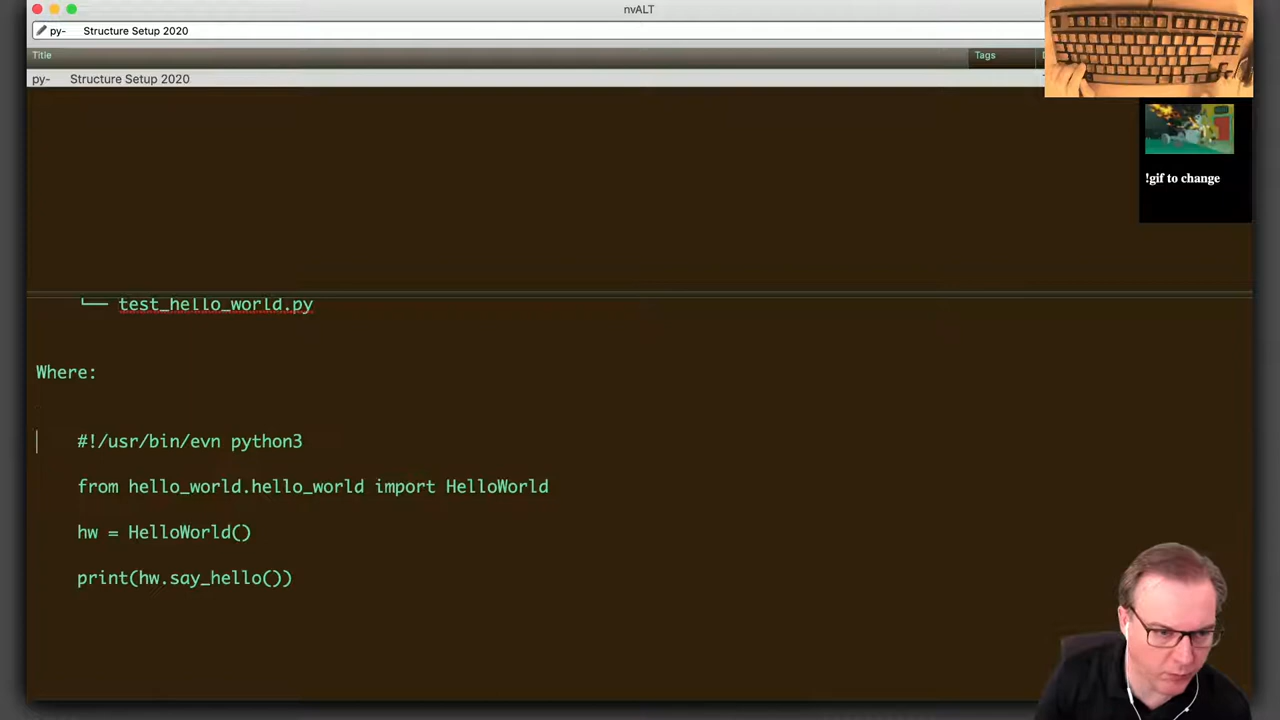 nvALT
py- Structure Setup 2020
Title Tags
py- Structure Setup 2020
!gif to change
└── test_hello_world.py
Where:
#!/usr/bin/evn python3
from hello_world.hello_world import HelloWorld
hw = HelloWorld()
print(hw.say_hello())